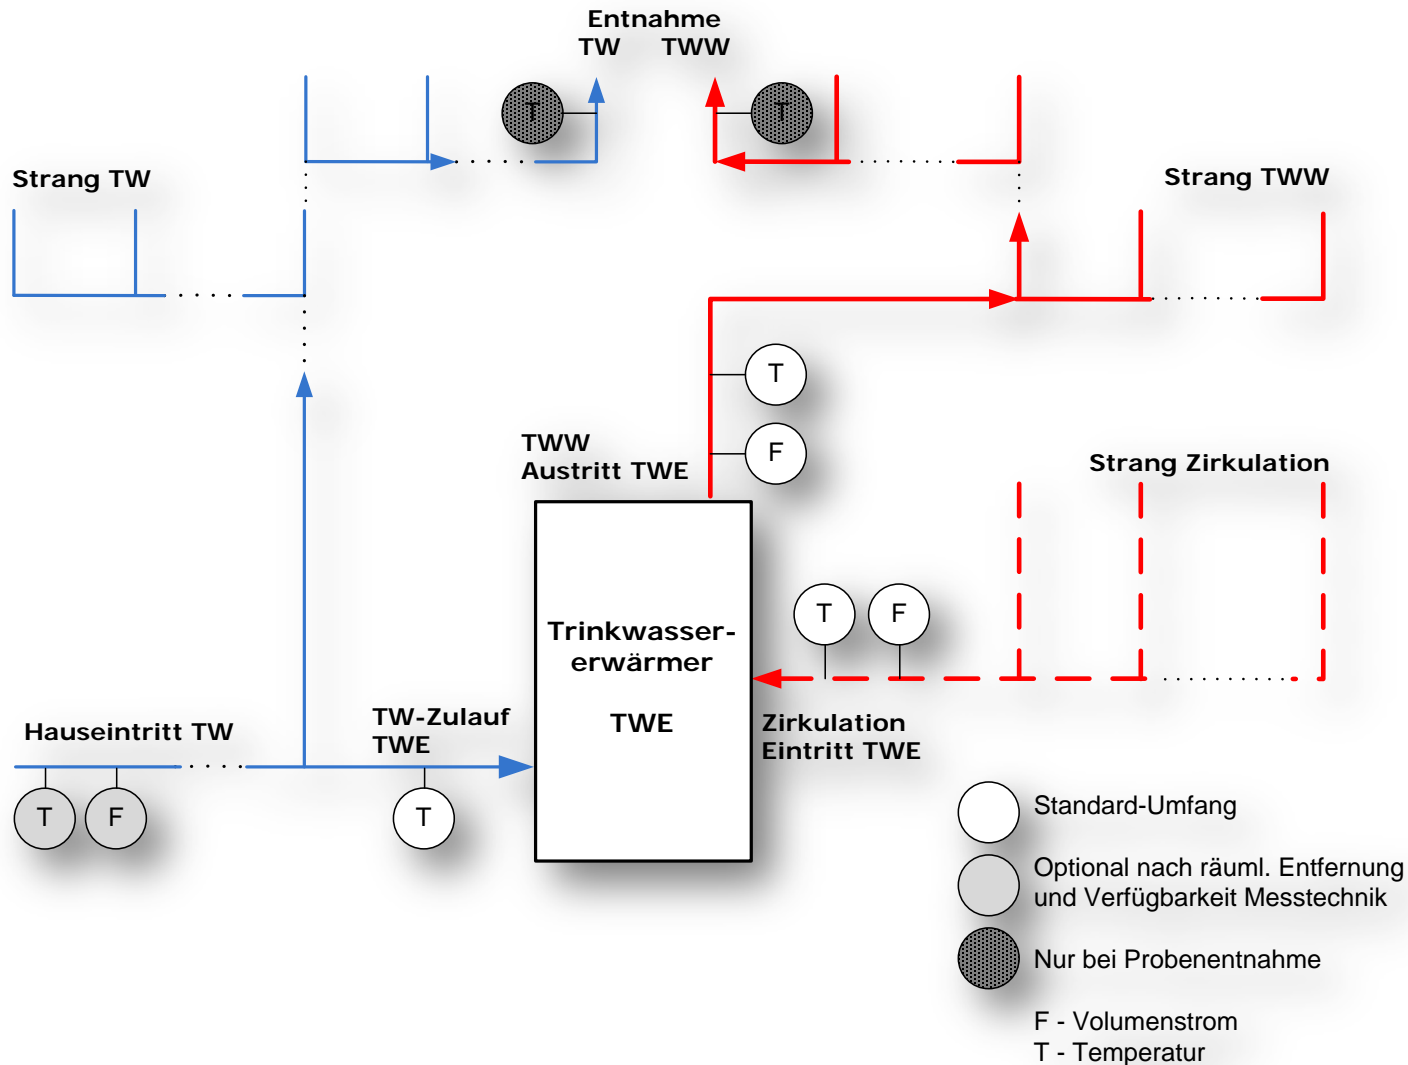 Entnahme
TW TWW
T
T
Strang TW
Strang TWW
T
F
TWW
Austritt TWE
Strang Zirkulation
Trinkwasser-
erwärmer
TWE
T
F
Hauseintritt TW
TW-Zulauf
TWE
Zirkulation
Eintritt TWE
T
F
T
Standard-Umfang
Optional nach räuml. Entfernung
und Verfügbarkeit Messtechnik
Nur bei Probenentnahme
F - Volumenstrom
T - Temperatur